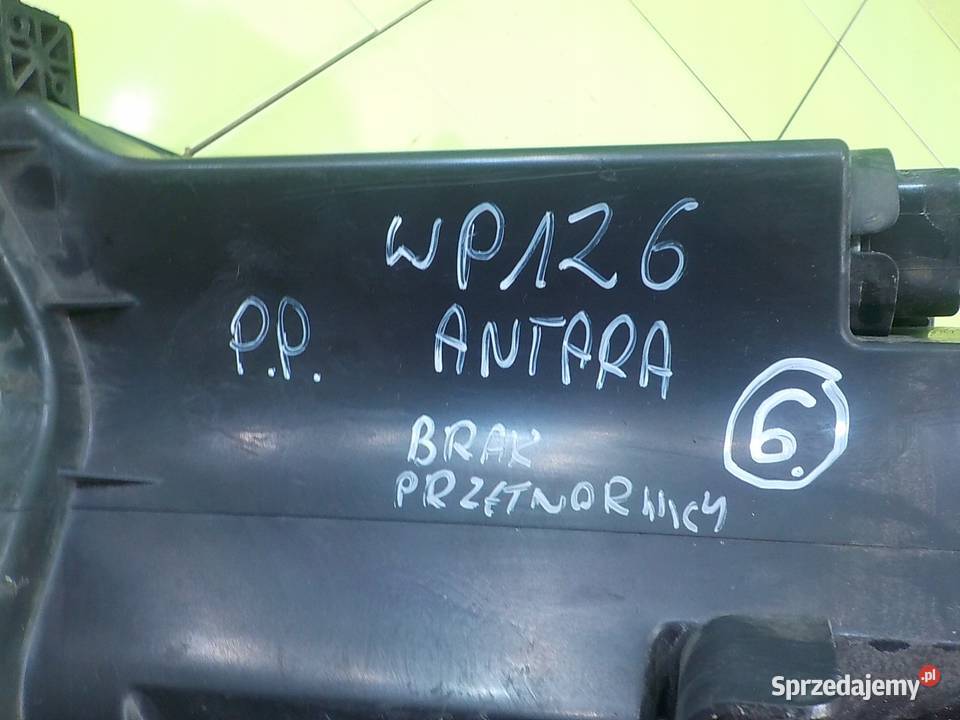 WP126
P.P. ANTARA
6.
BRAK
PRZETNORNICY
Sprzedajemy.pl